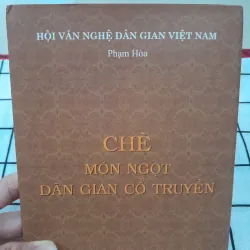 HỘI VĂN NGHỆ DÂN GIAN VIỆT NAM
Phạm Hòa
CHÈ
MÓN NGỌT
DÂN GIAN CỔ TRUYỀN